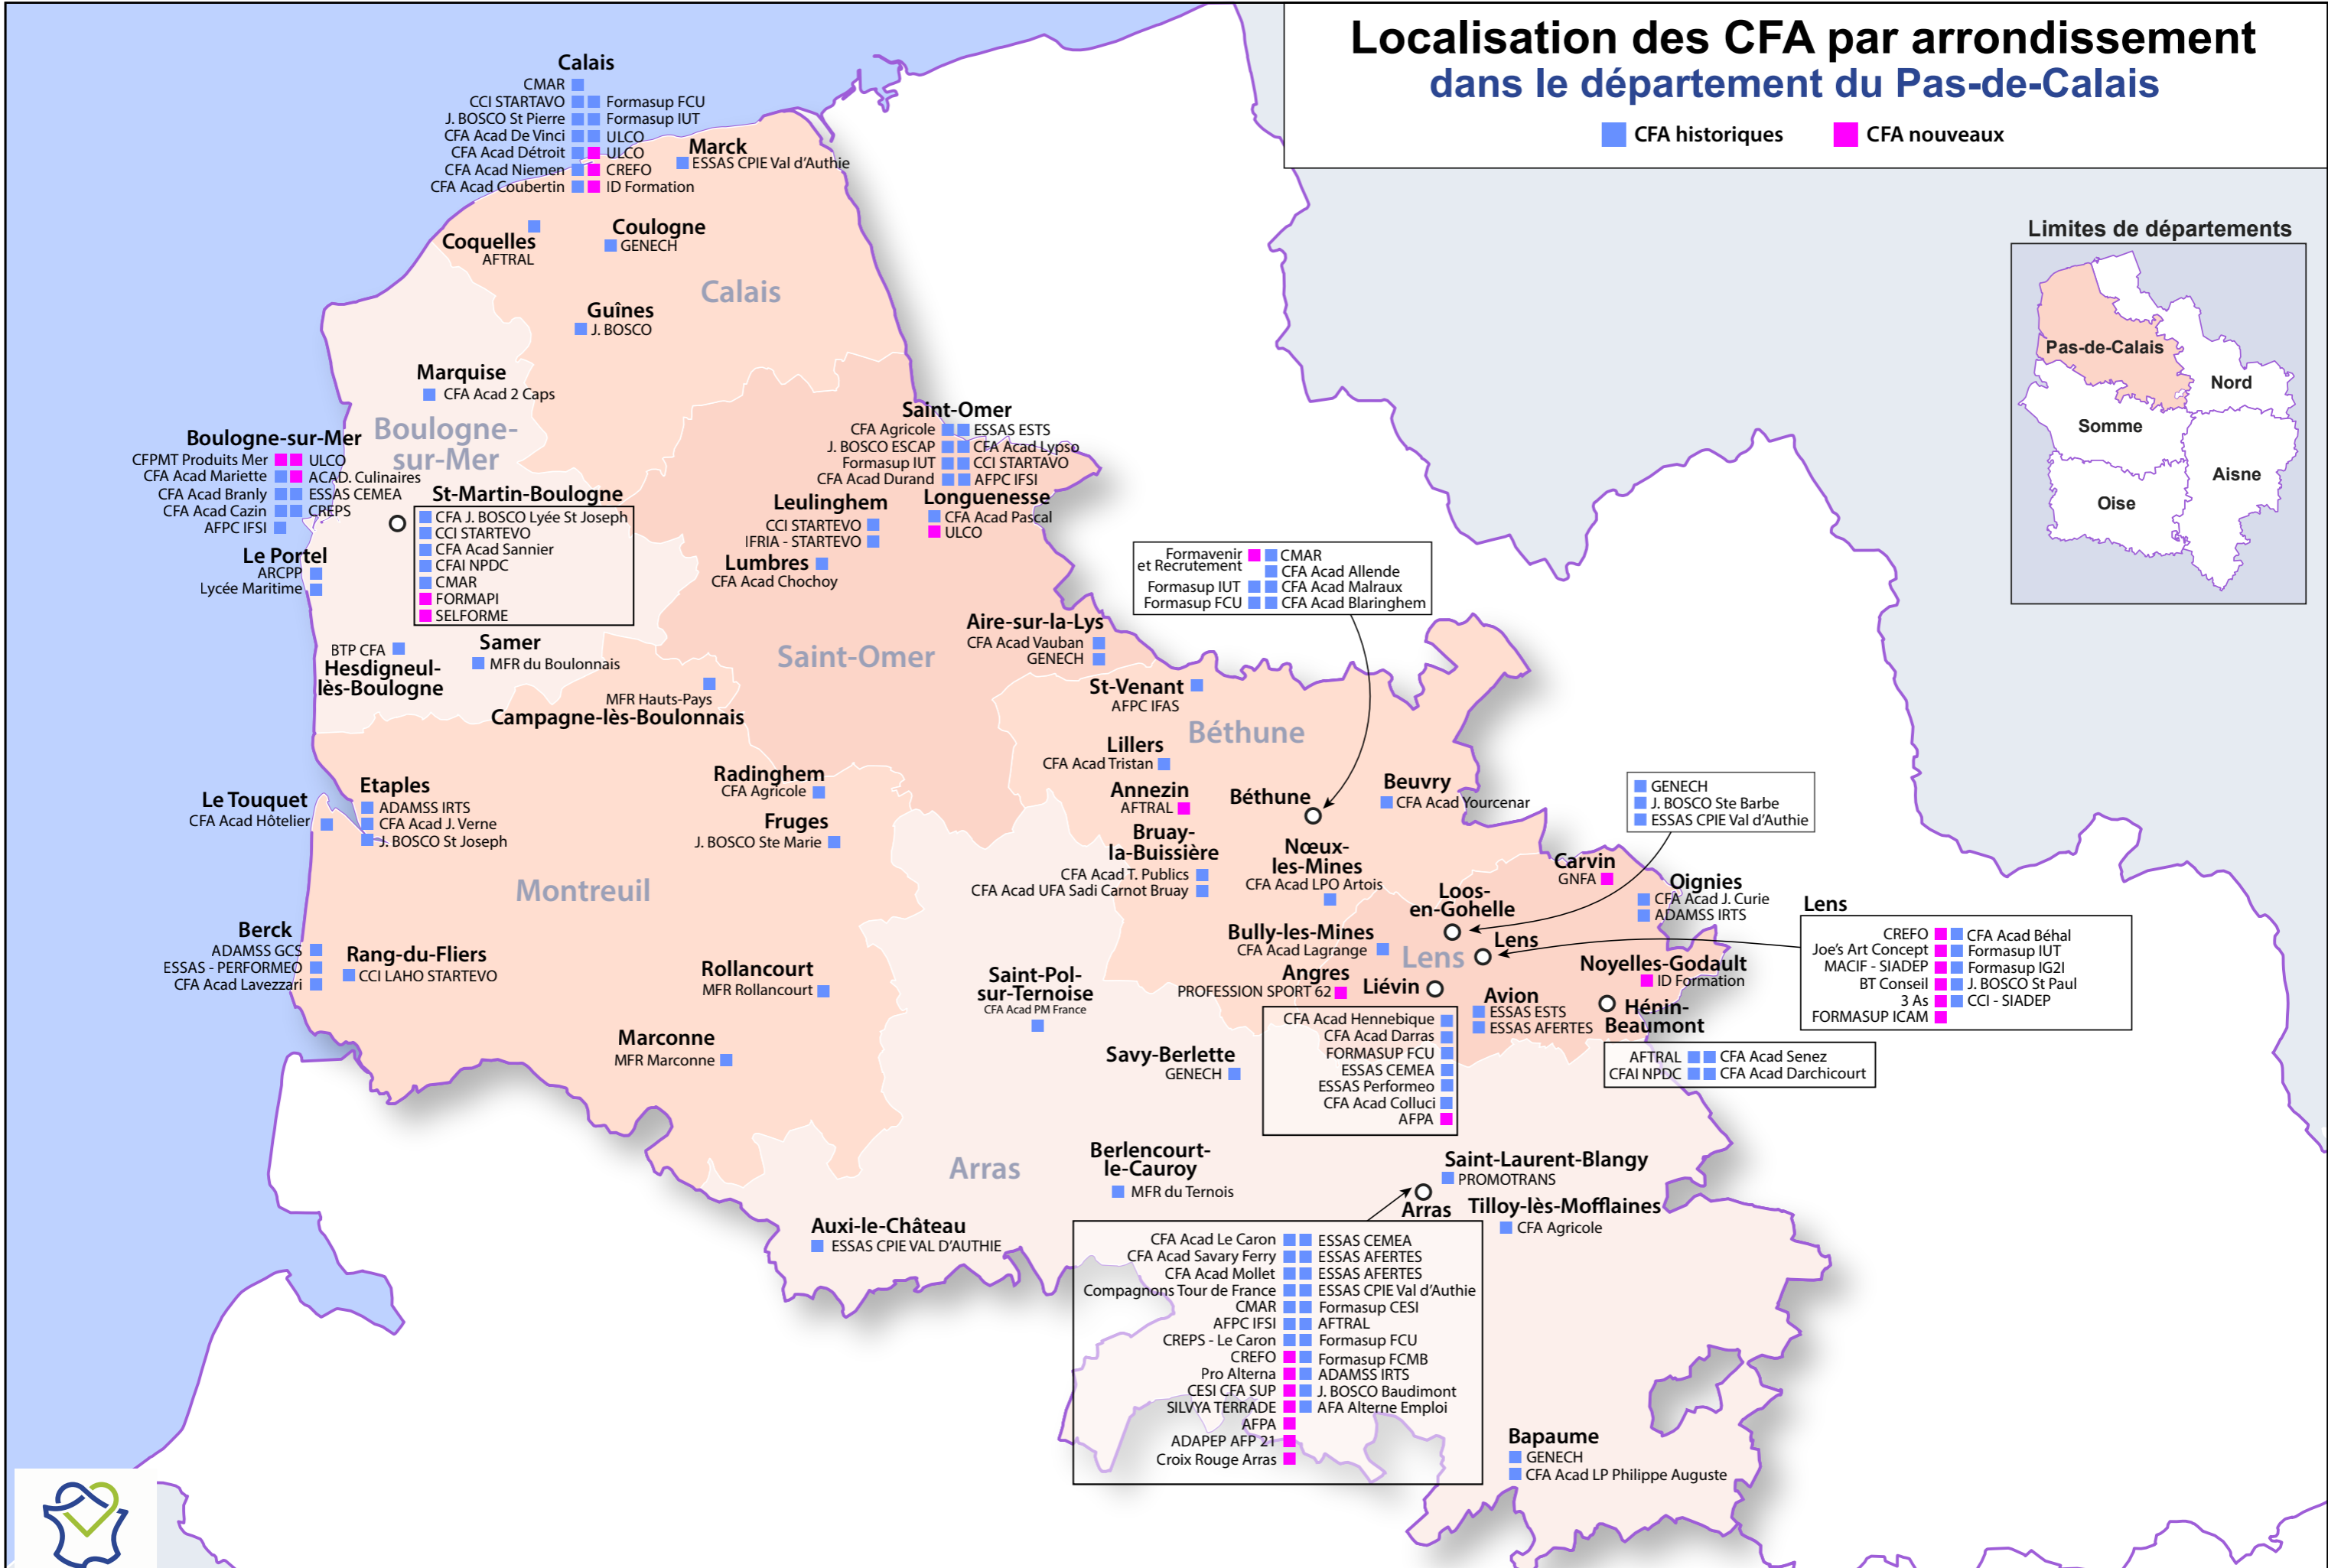 Localisation des CFA par arrondissement
dans le département du Pas-de-Calais
CFA historiques
CFA nouveaux
Limites de départements
Pas-de-Calais
Nord
Somme
Aisne
Oise
Calais
CMAR
CCI STARTAVO Formasup FCU
J. BOSCO St Pierre Formasup IUT
CFA Acad De Vinci ULCO
CFA Acad Détroit ULCO
CFA Acad Niemen CREFO
CFA Acad Coubertin ID Formation
Marck
ESSAS CPIE Val d'Authie
Coquelles
AFTRAL
Coulogne
GENECH
Calais
Guînes
J. BOSCO
Marquise
CFA Acad 2 Caps
Boulogne-
sur-Mer
Boulogne-sur-Mer
CFPMT Produits Mer ULCO
CFA Acad Mariette ACAD. Culinaires
CFA Acad Branly ESSAS CEMEA
CFA Acad Cazin CREPS
AFPC IFSI
St-Martin-Boulogne
CFA J. BOSCO Lyée St Joseph
CCI STARTEVO
CFA Acad Sannier
CFAI NPDC
CMAR
FORMAPI
SELFORME
Le Portel
ARCPP
Lycée Maritime
BTP CFA
Hesdigneul-
lès-Boulogne
Samer
MFR du Boulonnais
Saint-Omer
CFA Agricole ESSAS ESTS
J. BOSCO ESCAP CFA Acad Lypso
Formasup IUT CCI STARTAVO
CFA Acad Durand AFPC IFSI
Leulinghem
CCI STARTEVO
IFRIA - STARTEVO
Longuenesse
CFA Acad Pascal
ULCO
Lumbres
CFA Acad Chochoy
Aire-sur-la-Lys
CFA Acad Vauban
GENECH
Saint-Omer
MFR Hauts-Pays
Campagne-lès-Boulonnais
Formavenir CMAR
et Recrutement
CFA Acad Allende
Formasup IUT CFA Acad Malraux
Formasup FCU CFA Acad Blaringhem
St-Venant
AFPC IFAS
Béthune
Lillers
CFA Acad Tristan
Annezin
AFTRAL
Béthune
Beuvry
CFA Acad Yourcenar
Bruay-
la-Buissière
CFA Acad T. Publics
CFA Acad UFA Sadi Carnot Bruay
Nœux-
les-Mines
CFA Acad LPO Artois
Le Touquet
CFA Acad Hôtelier
Etaples
ADAMSS IRTS
CFA Acad J. Verne
J. BOSCO St Joseph
Radinghem
CFA Agricole
Fruges
J. BOSCO Ste Marie
Montreuil
Berck
ADAMSS GCS
ESSAS - PERFORMEO
CFA Acad Lavezzari
Rang-du-Fliers
CCI LAHO STARTEVO
Rollancourt
MFR Rollancourt
Marconne
MFR Marconne
GENECH
J. BOSCO Ste Barbe
ESSAS CPIE Val d'Authie
Carvin
GNFA
Oignies
CFA Acad J. Curie
ADAMSS IRTS
Loos-
en-Gohelle
Bully-les-Mines
CFA Acad Lagrange
Lens
Lens
Lens
CREFO CFA Acad Béhal
Joe's Art Concept Formasup IUT
MACIF - SIADEP Formasup IG2I
BT Conseil J. BOSCO St Paul
3 As CCI - SIADEP
FORMASUP ICAM
Angres
PROFESSION SPORT 62
Liévin
CFA Acad Hennebique
CFA Acad Darras
FORMASUP FCU
ESSAS CEMEA
ESSAS Performeo
CFA Acad Colluci
AFPA
Avion
ESSAS ESTS
ESSAS AFERTES
Noyelles-Godault
ID Formation
Hénin-
Beaumont
AFTRAL CFA Acad Senez
CFAI NPDC CFA Acad Darchicourt
Saint-Pol-
sur-Ternoise
CFA Acad PM France
Savy-Berlette
GENECH
Berlencourt-
le-Cauroy
MFR du Ternois
Arras
Auxi-le-Château
ESSAS CPIE VAL D'AUTHIE
Saint-Laurent-Blangy
PROMOTRANS
Arras
Tilloy-lès-Mofflaines
CFA Agricole
CFA Acad Le Caron ESSAS CEMEA
CFA Acad Savary Ferry ESSAS AFERTES
CFA Acad Mollet ESSAS AFERTES
Compagnons Tour de France ESSAS CPIE Val d'Authie
CMAR Formasup CESI
AFPC IFSI AFTRAL
CREPS - Le Caron Formasup FCU
CREFO Formasup FCMB
Pro Alterna ADAMSS IRTS
CESI CFA SUP J. BOSCO Baudimont
SILVYA TERRADE AFA Alterne Emploi
AFPA
ADAPEP AFP 21
Croix Rouge Arras
Bapaume
GENECH
CFA Acad LP Philippe Auguste